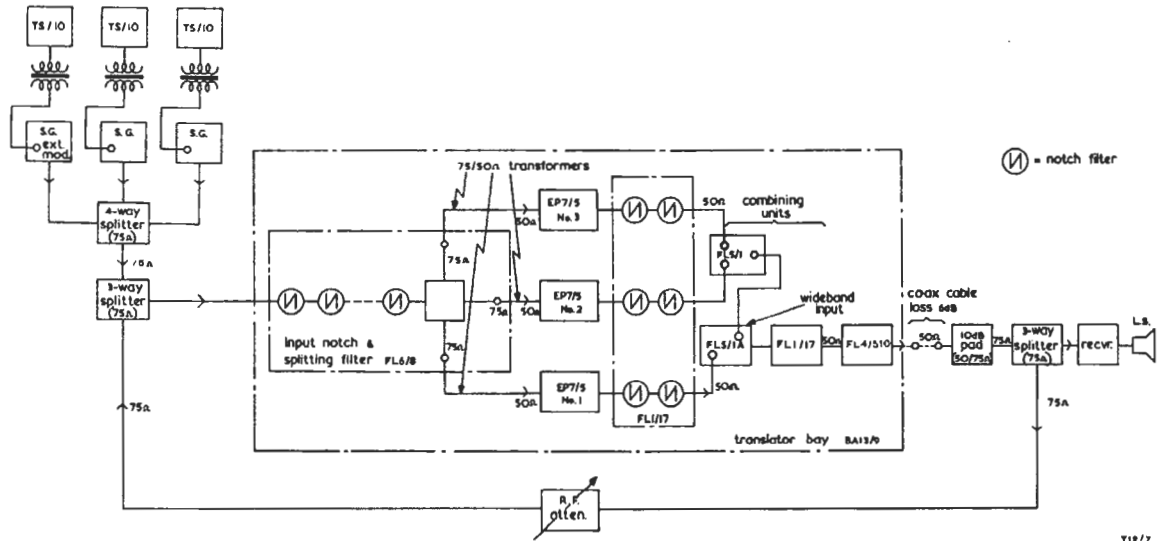 TS/10
TS/10
TS/10
S.G.
ext.
mod.
S.G.
S.G.
4-way
splitter
(75Ω)
75Ω
3-way
splitter
(75Ω)
75Ω
Input notch &
splitting filter FL6/8
75Ω
75Ω
75Ω
75/50Ω transformers
50Ω
50Ω
50Ω
EP7/5
No. 3
EP7/5
No. 2
EP7/5
No. 1
FL1/17
50Ω
50Ω
combining
units
FL5/1
wideband
input
FL5/1A
FL1/17
50Ω
FL4/510
translator bay BA13/9
= notch filter
co-ax cable
loss 6dB
50Ω
10dB
pad
(50/75Ω)
75Ω
3-way
splitter
(75Ω)
recvr.
L.S.
75Ω
R.F.
atten.
T12/7